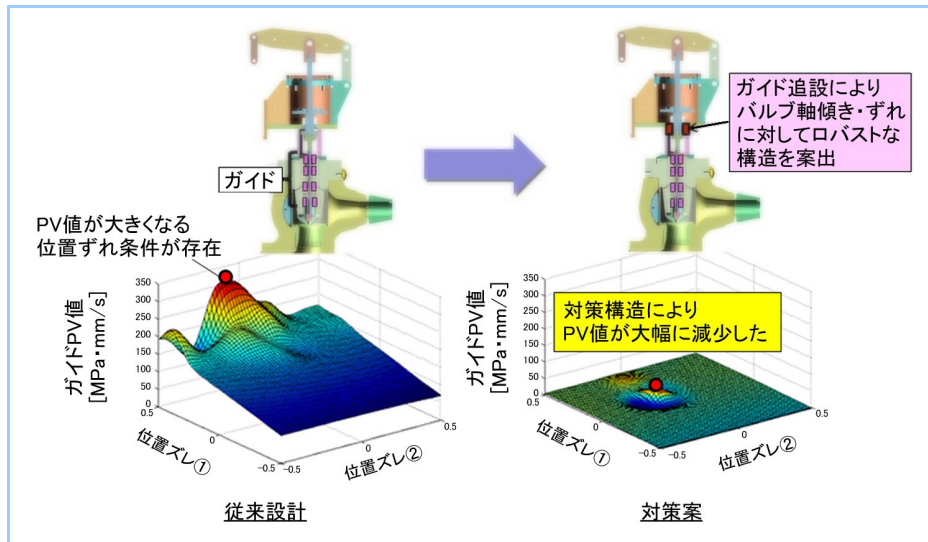 ガイド追設により
バルブ軸傾き・ずれ
に対してロバストな
構造を案出
ガイド
PV値が大きくなる
位置ずれ条件が存在
ガイドPV値
[MPa・mm/s]
350
300
250
200
150
100
50
0
0.5
0
-0.5
位置ズレ①
-0.5
0
0.5
位置ズレ②
従来設計
対策構造により
PV値が大幅に減少した
ガイドPV値
[MPa・mm/s]
350
300
250
200
150
100
50
0
0.5
0
-0.5
位置ズレ①
-0.5
0
0.5
位置ズレ②
対策案